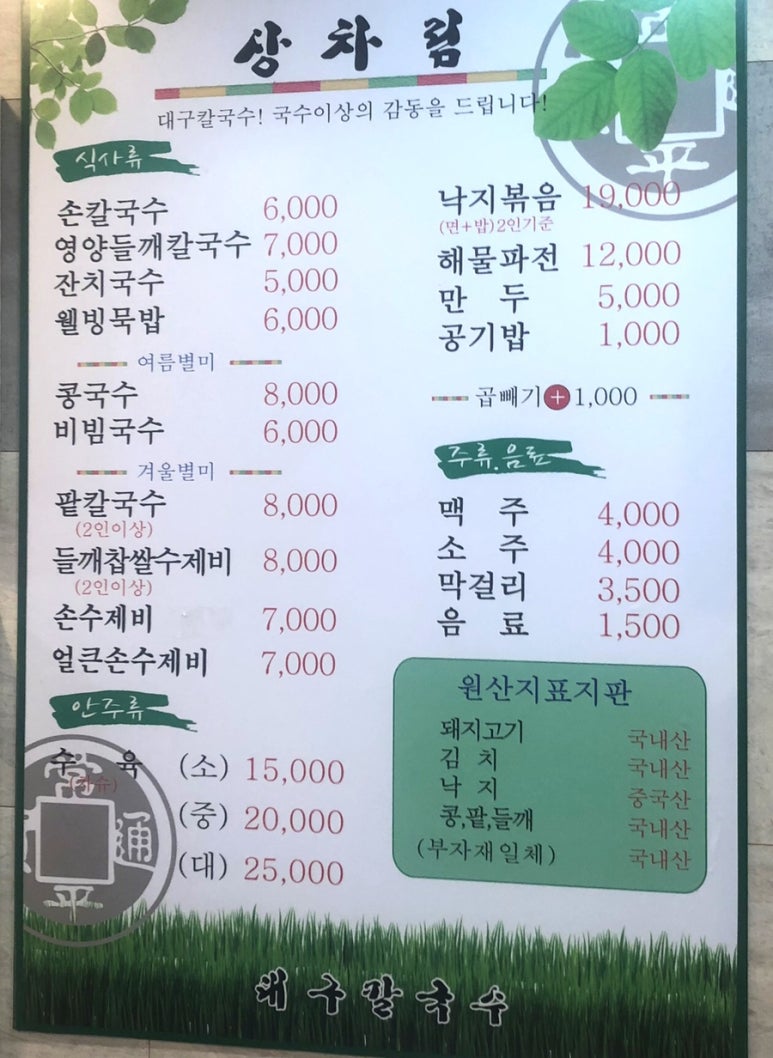 상차림
대구칼국수! 국수이상의 감동을 드립니다!
식사류
손칼국수 6,000
영양들깨칼국수 7,000
잔치국수 5,000
웰빙묵밥 6,000
여름별미
콩국수 8,000
비빔국수 6,000
겨울별미
팥칼국수 8,000
(2인이상)
들깨찹쌀수제비 8,000
(2인이상)
손수제비 7,000
얼큰손수제비 7,000
안주류
수 육 (소) 15,000
(중) 20,000
(대) 25,000
낙지볶음 19,000
(면+밥)2인기준
해물파전 12,000
만 두 5,000
공기밥 1,000
곱빼기+1,000
주류.음료
맥 주 4,000
소 주 4,000
막걸리 3,500
음 료 1,500
원산지표지판
돼지고기 국내산
김 치 국내산
낙 지 중국산
콩,팥,들깨 국내산
(부자재일체) 국내산
常
通
平
平
대구칼국수